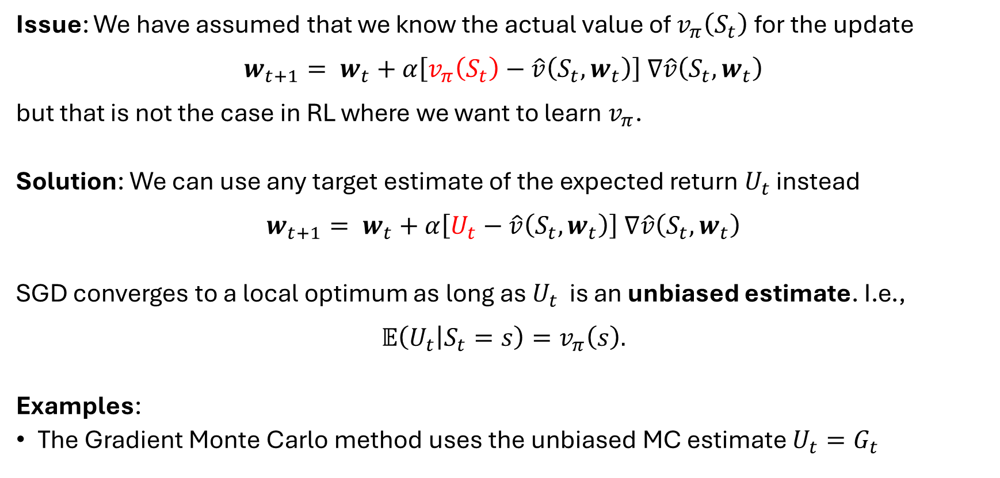 Issue: We have assumed that we know the actual value of $v_\pi(S_t)$ for the update
$\boldsymbol{w}_{t+1} = \boldsymbol{w}_t + \alpha[v_\pi(S_t) - \hat{v}(S_t, \boldsymbol{w}_t)] \nabla \hat{v}(S_t, \boldsymbol{w}_t)$
but that is not the case in RL where we want to learn $v_\pi$.
Solution: We can use any target estimate of the expected return $U_t$ instead
$\boldsymbol{w}_{t+1} = \boldsymbol{w}_t + \alpha[U_t - \hat{v}(S_t, \boldsymbol{w}_t)] \nabla \hat{v}(S_t, \boldsymbol{w}_t)$
SGD converges to a local optimum as long as $U_t$ is an unbiased estimate. I.e.,
$\mathbb{E}(U_t|S_t = s) = v_\pi(s).$
Examples:
• The Gradient Monte Carlo method uses the unbiased MC estimate $U_t = G_t$